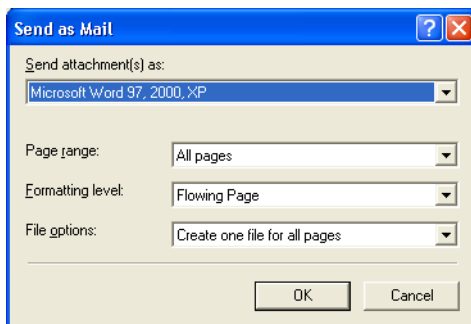 Send as Mail
Send attachment(s) as:
Microsoft Word 97, 2000, XP
Page range: All pages
Formatting level: Flowing Page
File options: Create one file for all pages
OK Cancel